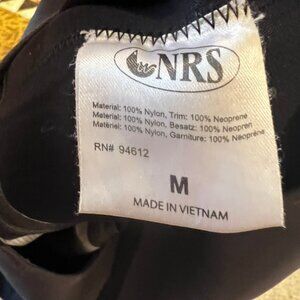 NRS
Material: 100% Nylon, Trim: 100% Neoprene
Material: 100% Nylon, Besatz: 100% Neopren
Matériel: 100% Nylon, Garniture: 100% Néoprène
RN# 94612
M
MADE IN VIETNAM